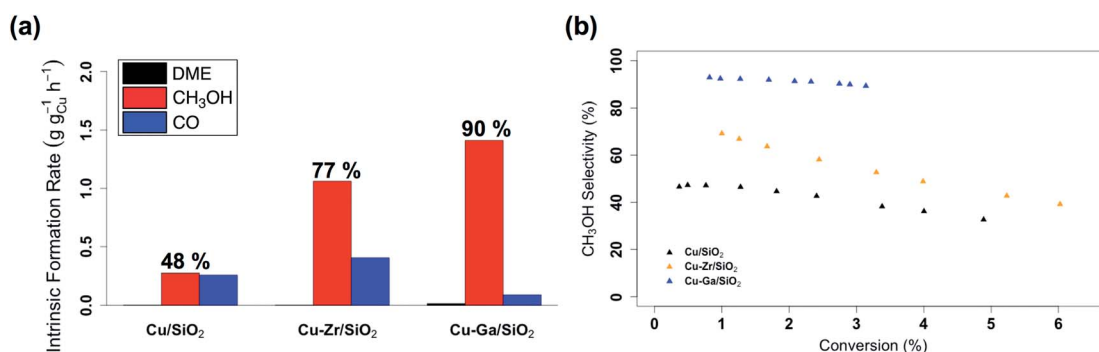 (a)
DME
CH₃OH
CO
Intrinsic Formation Rate (g g⁻¹Cu h⁻¹)
0.0
0.5
1.0
1.5
2.0
48 %
77 %
90 %
Cu/SiO₂
Cu-Zr/SiO₂
Cu-Ga/SiO₂
(b)
CH₃OH Selectivity (%)
100
80
60
40
20
0
Cu/SiO₂
Cu-Zr/SiO₂
Cu-Ga/SiO₂
0 1 2 3 4 5 6
Conversion (%)